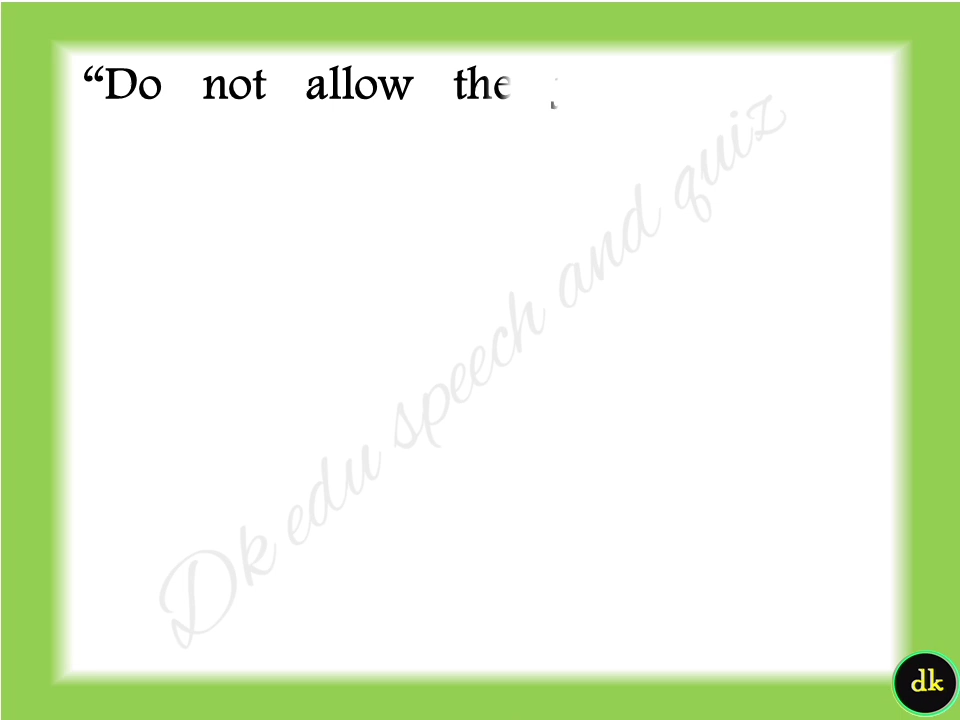 “Do not allow the
Dk edu speech and quiz
dk